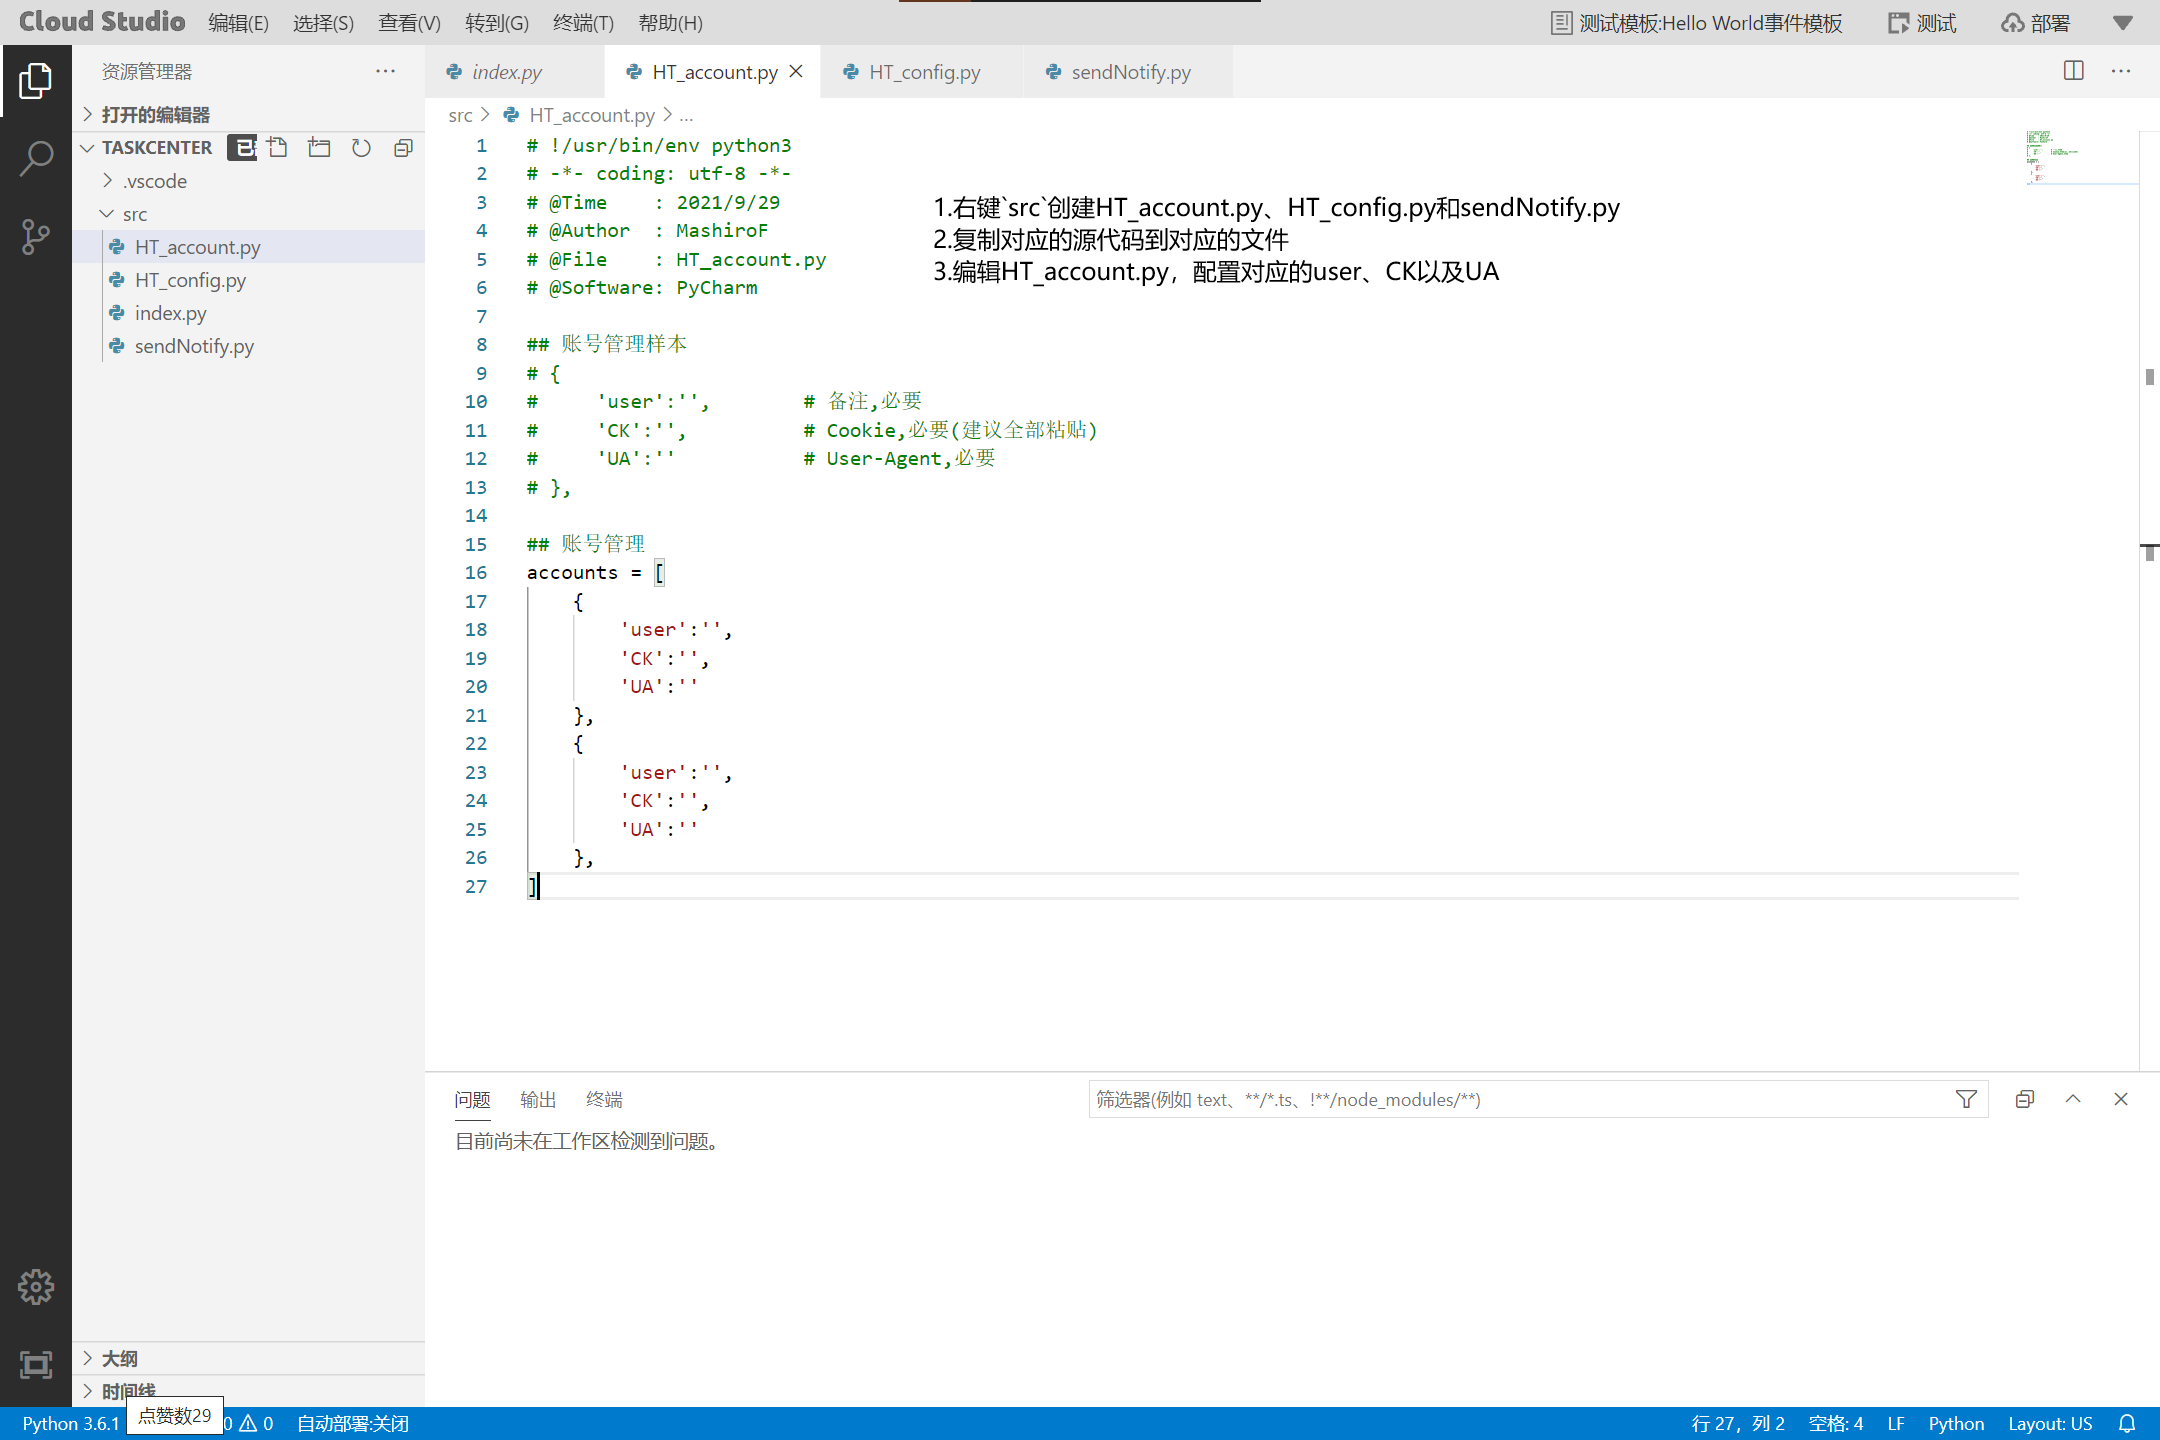 Cloud Studio 编辑(E) 选择(S) 查看(V) 转到(G) 终端(T) 帮助(H) 测试模板:Hello World事件模板 测试 部署
资源管理器 ···
index.py HT_account.py HT_config.py sendNotify.py
打开的编辑器
TASKCENTER
.vscode
src
HT_account.py
HT_config.py
index.py
sendNotify.py
src > HT_account.py > ...
1 # !/usr/bin/env python3
2 # -*- coding: utf-8 -*-
3 # @Time    : 2021/9/29
4 # @Author  : MashiroF
5 # @File    : HT_account.py
6 # @Software: PyCharm
7
8 ## 账号管理样本
9 # {
10 #     'user':'',        # 备注,必要
11 #     'CK':'',          # Cookie,必要(建议全部粘贴)
12 #     'UA':''           # User-Agent,必要
13 # },
14
15 ## 账号管理
16 accounts = [
17     {
18         'user':'',
19         'CK':'',
20         'UA':''
21     },
22     {
23         'user':'',
24         'CK':'',
25         'UA':''
26     },
27 ]
1.右键`src`创建HT_account.py、HT_config.py和sendNotify.py
2.复制对应的源代码到对应的文件
3.编辑HT_account.py，配置对应的user、CK以及UA
问题 输出 终端 筛选器(例如 text、**/*.ts、!**/node_modules/**)
目前尚未在工作区检测到问题。
大纲
时间线
点赞数29
Python 3.6.1 0 0 自动部署:关闭 行 27，列 2 空格: 4 LF Python Layout: US